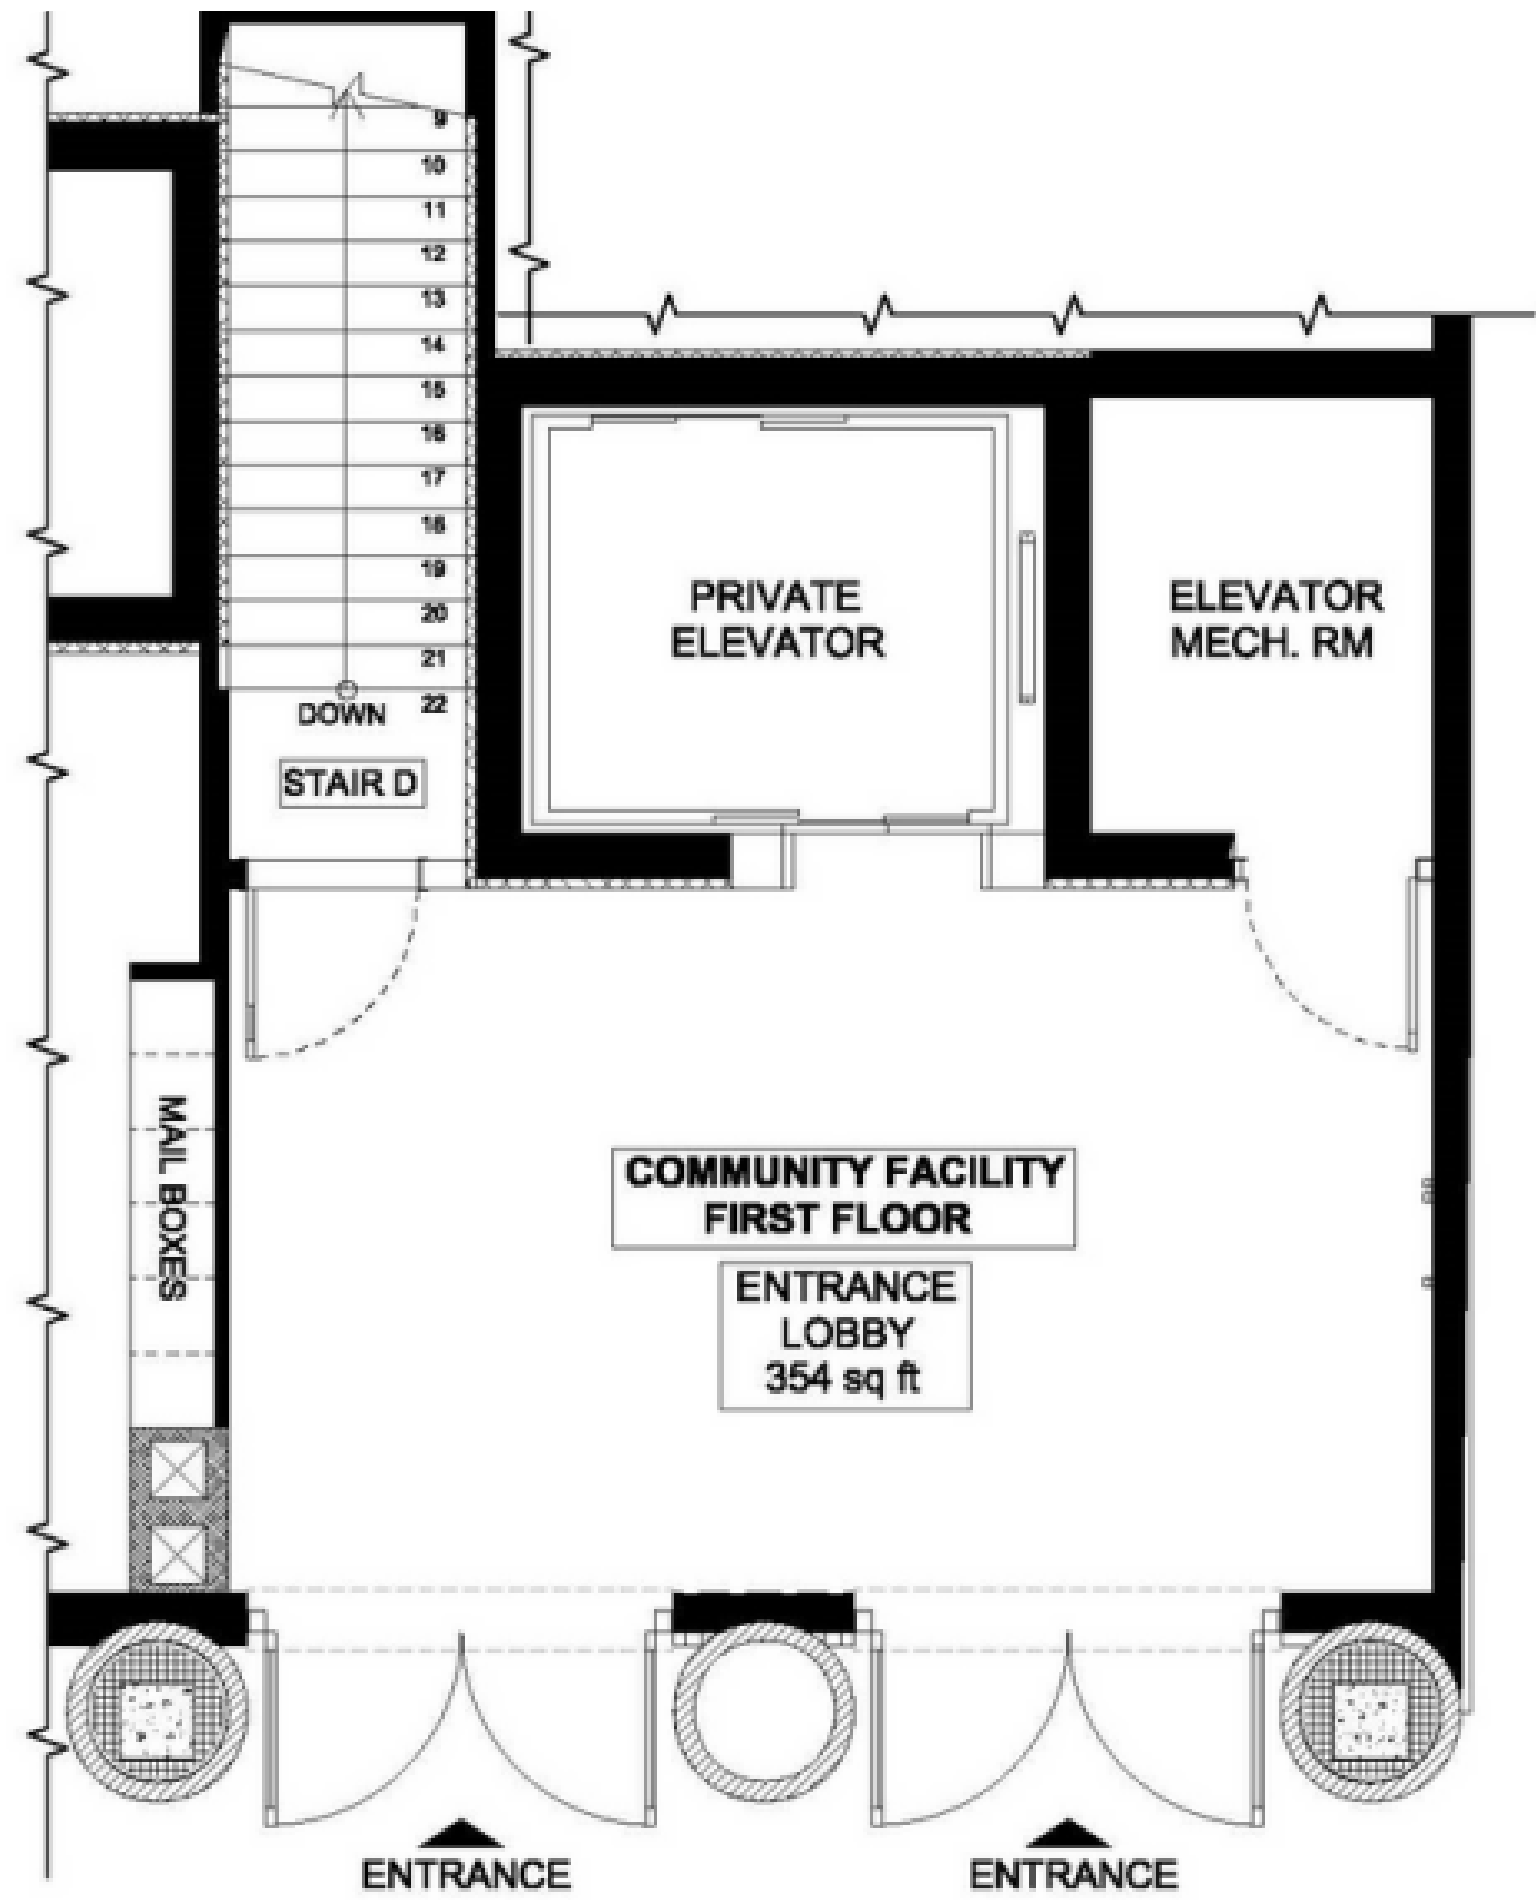 9
10
11
12
13
14
15
16
17
18
19
20
21
22
DOWN
STAIR D
PRIVATE
ELEVATOR
ELEVATOR
MECH. RM
MAIL BOXES
COMMUNITY FACILITY
FIRST FLOOR
ENTRANCE
LOBBY
354 sq ft
ENTRANCE
ENTRANCE